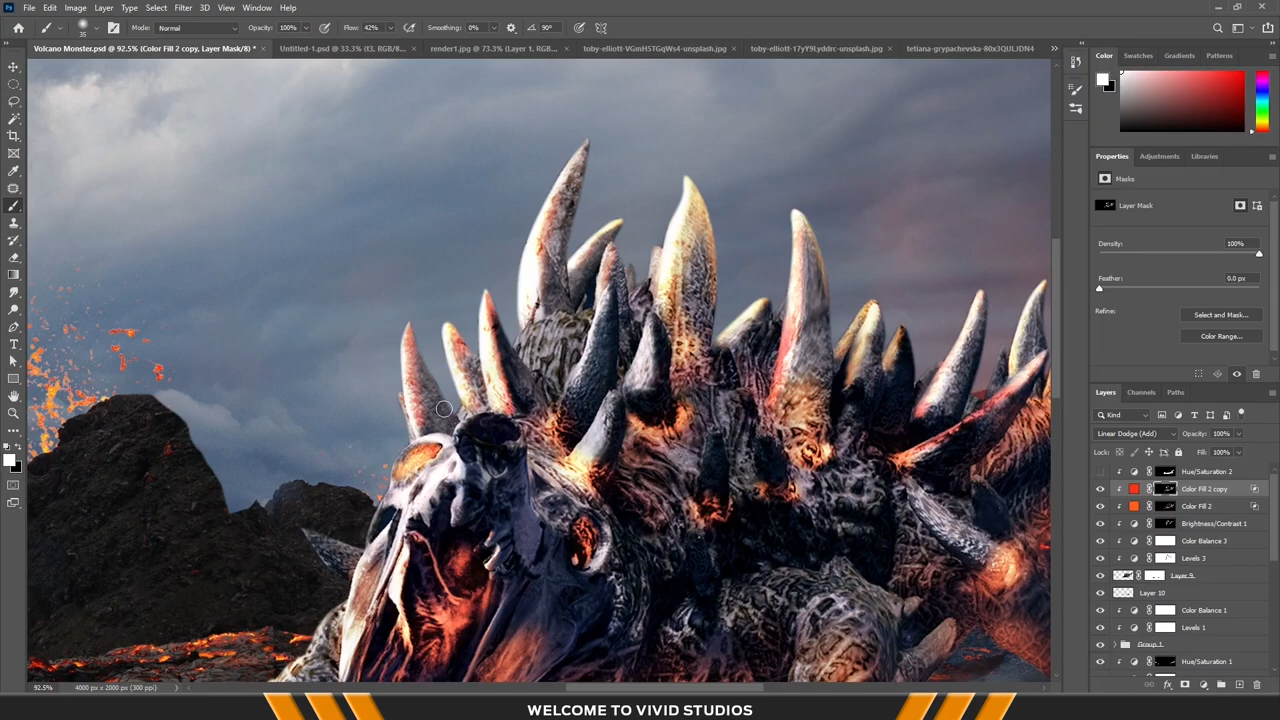 File Edit Image Layer Type Select Filter 3D View Window Help
35 Mode: Normal Opacity: 100% Flow: 42% Smoothing: 0% 90°
Volcano Monster.psd @ 92.5% (Color Fill 2 copy, Layer Mask/8) *
Untitled-1.psd @ 33.3% (t3, RGB/8...
render1.jpg @ 73.3% (Layer 1, RGB...
toby-elliott-VGmH5TGqWs4-unsplash.jpg
toby-elliott-17yY9Lyddrc-unsplash.jpg
tetiana-grypachevska-80x3QULJDN4
Color Swatches Gradients Patterns
Properties Adjustments Libraries
Masks
Layer Mask
Density: 100%
Feather: 0.0 px
Refine: Select and Mask...
Color Range...
Layers Channels Paths
Kind
Linear Dodge (Add) Opacity: 100%
Lock: Fill: 100%
Hue/Saturation 2
Color Fill 2 copy
Color Fill 2
Brightness/Contrast 1
Color Balance 3
Levels 3
Layer 9
Layer 10
Color Balance 1
Levels 1
Group 1
Hue/Saturation 1
92.5% 4000 px x 2000 px (300 ppi)
WELCOME TO VIVID STUDIOS